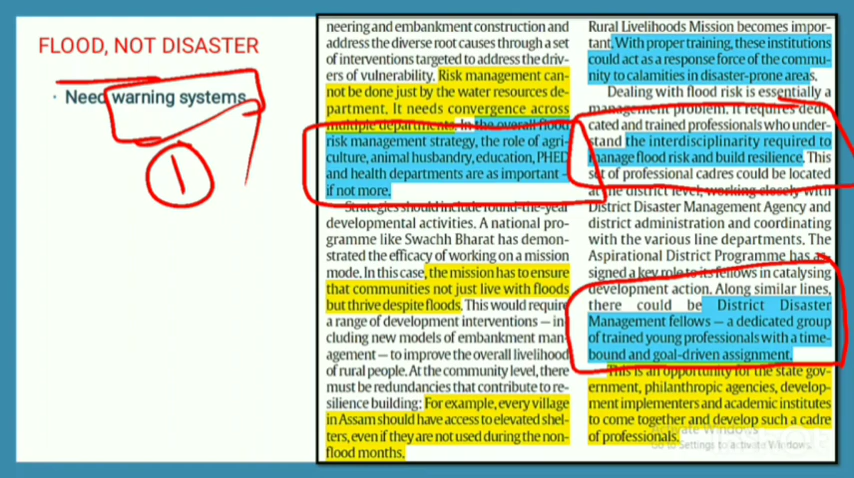 FLOOD, NOT DISASTER
· Need warning systems
1
neering and embankment construction and
address the diverse root causes through a set
of interventions targeted to address the driv-
ers of vulnerability. Risk management can-
not be done just by the water resources de-
partment. It needs convergence across
multiple departments. In the overall flood
risk management strategy, the role of agri-
culture, animal husbandry, education, PHED
and health departments are as important -
if not more.
Strategies should include round-the-year
developmental activities. A national pro-
gramme like Swachh Bharat has demon-
strated the efficacy of working on a mission
mode. In this case, the mission has to ensure
that communities not just live with floods
but thrive despite floods. This would require
a range of development interventions — in-
cluding new models of embankment man-
agement — to improve the overall livelihood
of rural people. At the community level, there
must be redundancies that contribute to re-
silience building; For example, every village
in Assam should have access to elevated shel-
ters, even if they are not used during the non-
flood months.
Rural Livelihoods Mission becomes impor-
tant. With proper training, these institutions
could act as a response force of the commu-
nity to calamities in disaster-prone areas.
Dealing with flood risk is essentially a
management problem. It requires dedi-
cated and trained professionals who under-
stand the interdisciplinarity required to
manage flood risk and build resilience. This
set of professional cadres could be located
at the district level, working closely with
District Disaster Management Agency and
district administration and coordinating
with the various line departments. The
Aspirational District Programme has as-
signed a key role to its fellows in catalysing
development action. Along similar lines,
there could be District Disaster
Management fellows — a dedicated group
of trained young professionals with a time-
bound and goal-driven assignment.
This is an opportunity for the state gov-
ernment, philanthropic agencies, develop-
ment implementers and academic institutes
to come together and develop such a cadre
of professionals.
Activate Windows
Go to Settings to activate Windows.